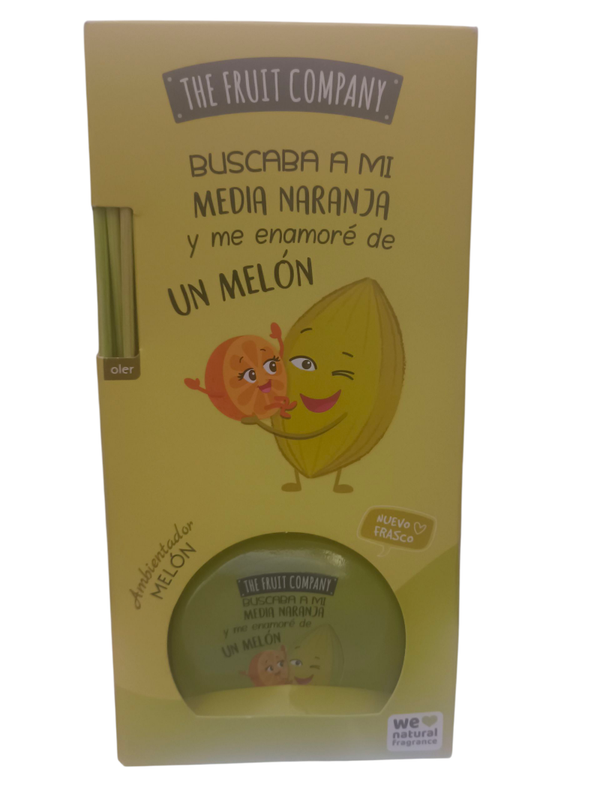 THE FRUIT COMPANY
BUSCABA A MI
MEDIA NARANJA
y me enamoré de
UN MELÓN
oler
NUEVO
FRASCO
Ambientador
MELÓN
THE FRUIT COMPANY
BUSCABA A MI
MEDIA NARANJA
y me enamoré de
UN MELÓN
we
natural
fragrance